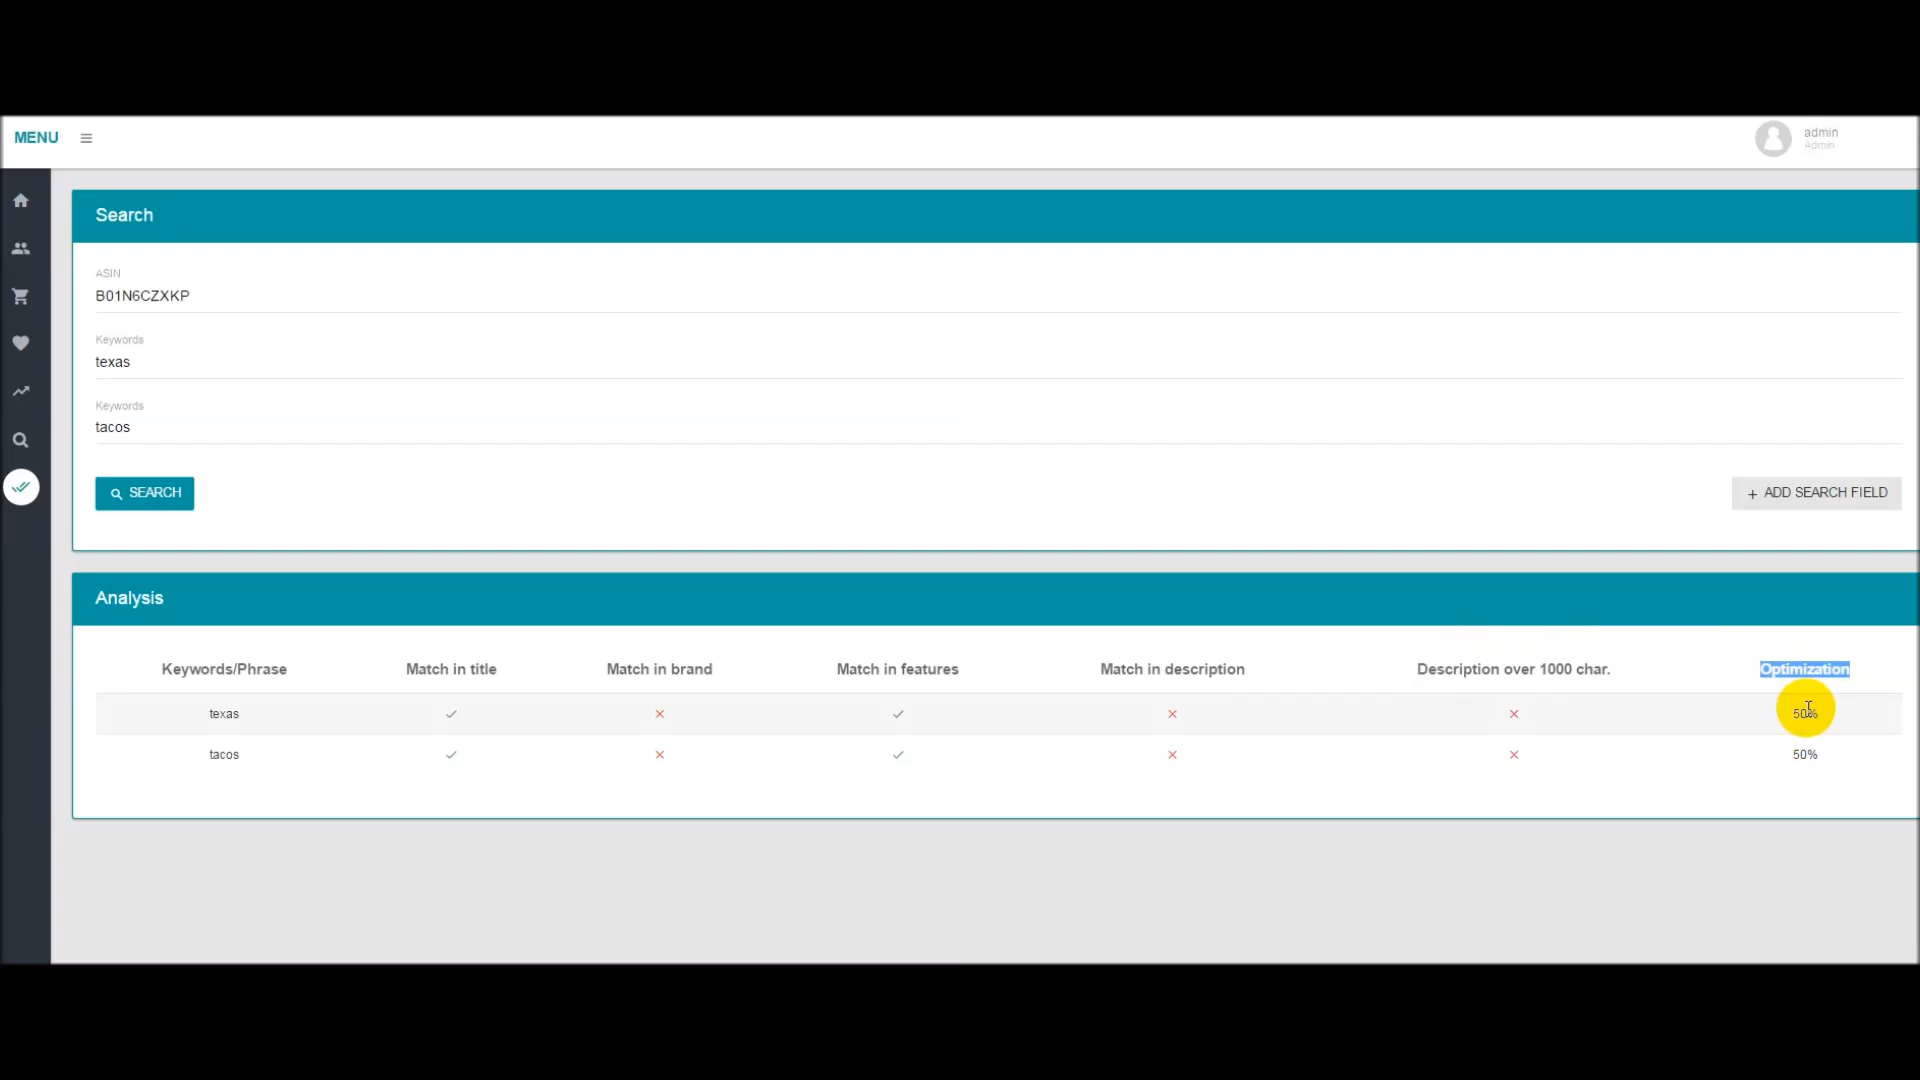 MENU
admin
Admin
Search
ASIN
B01N6CZXKP
Keywords
texas
Keywords
tacos
SEARCH
+ ADD SEARCH FIELD
Analysis
Keywords/Phrase Match in title Match in brand Match in features Match in description Description over 1000 char. Optimization
texas ✓ × ✓ × × 50%
tacos ✓ × ✓ × × 50%